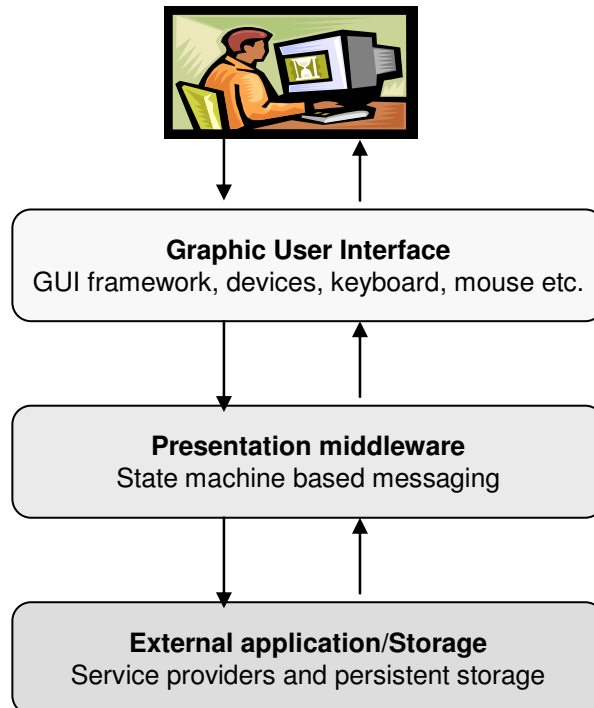 Graphic User Interface
GUI framework, devices, keyboard, mouse etc.
Presentation middleware
State machine based messaging
External application/Storage
Service providers and persistent storage